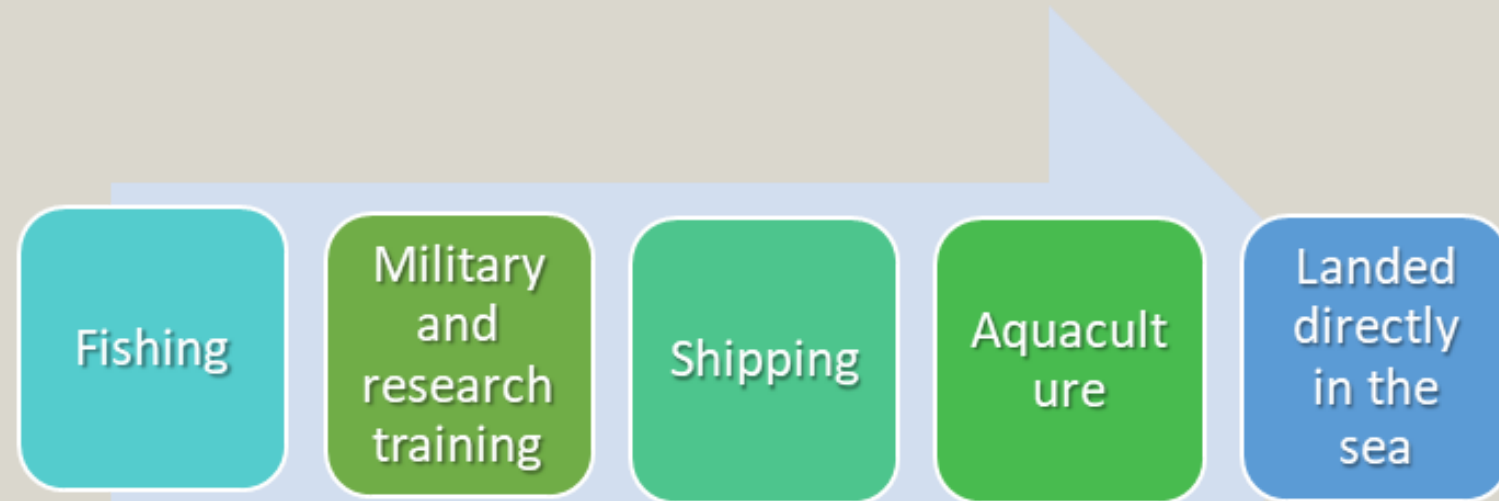 Fishing
Military
and
research
training
Shipping
Aquacult
ure
Landed
directly
in the
sea